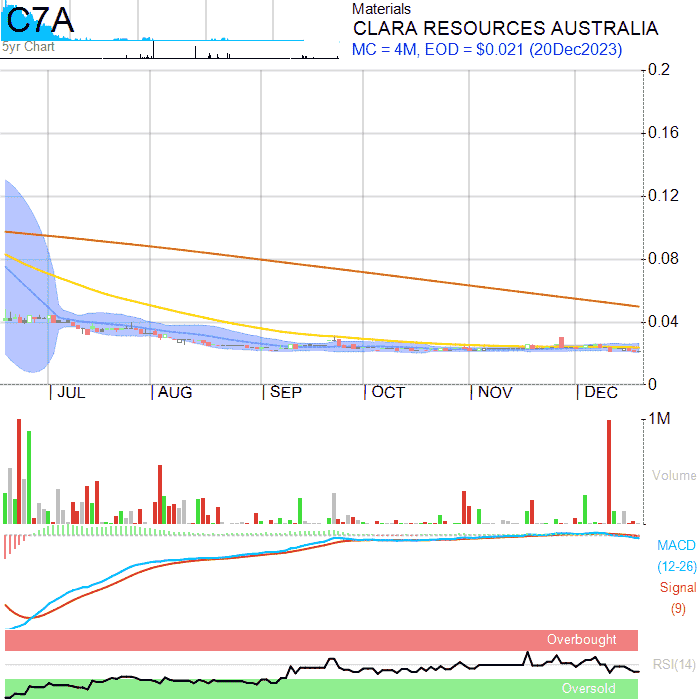 C7A
5yr Chart
Materials
CLARA RESOURCES AUSTRALIA
MC = 4M, EOD = $0.021 (20Dec2023)
0.2
0.16
0.12
0.08
0.04
0
JUL AUG SEP OCT NOV DEC
1M
Volume
MACD
(12-26)
Signal
(9)
Overbought
RSI(14)
Oversold